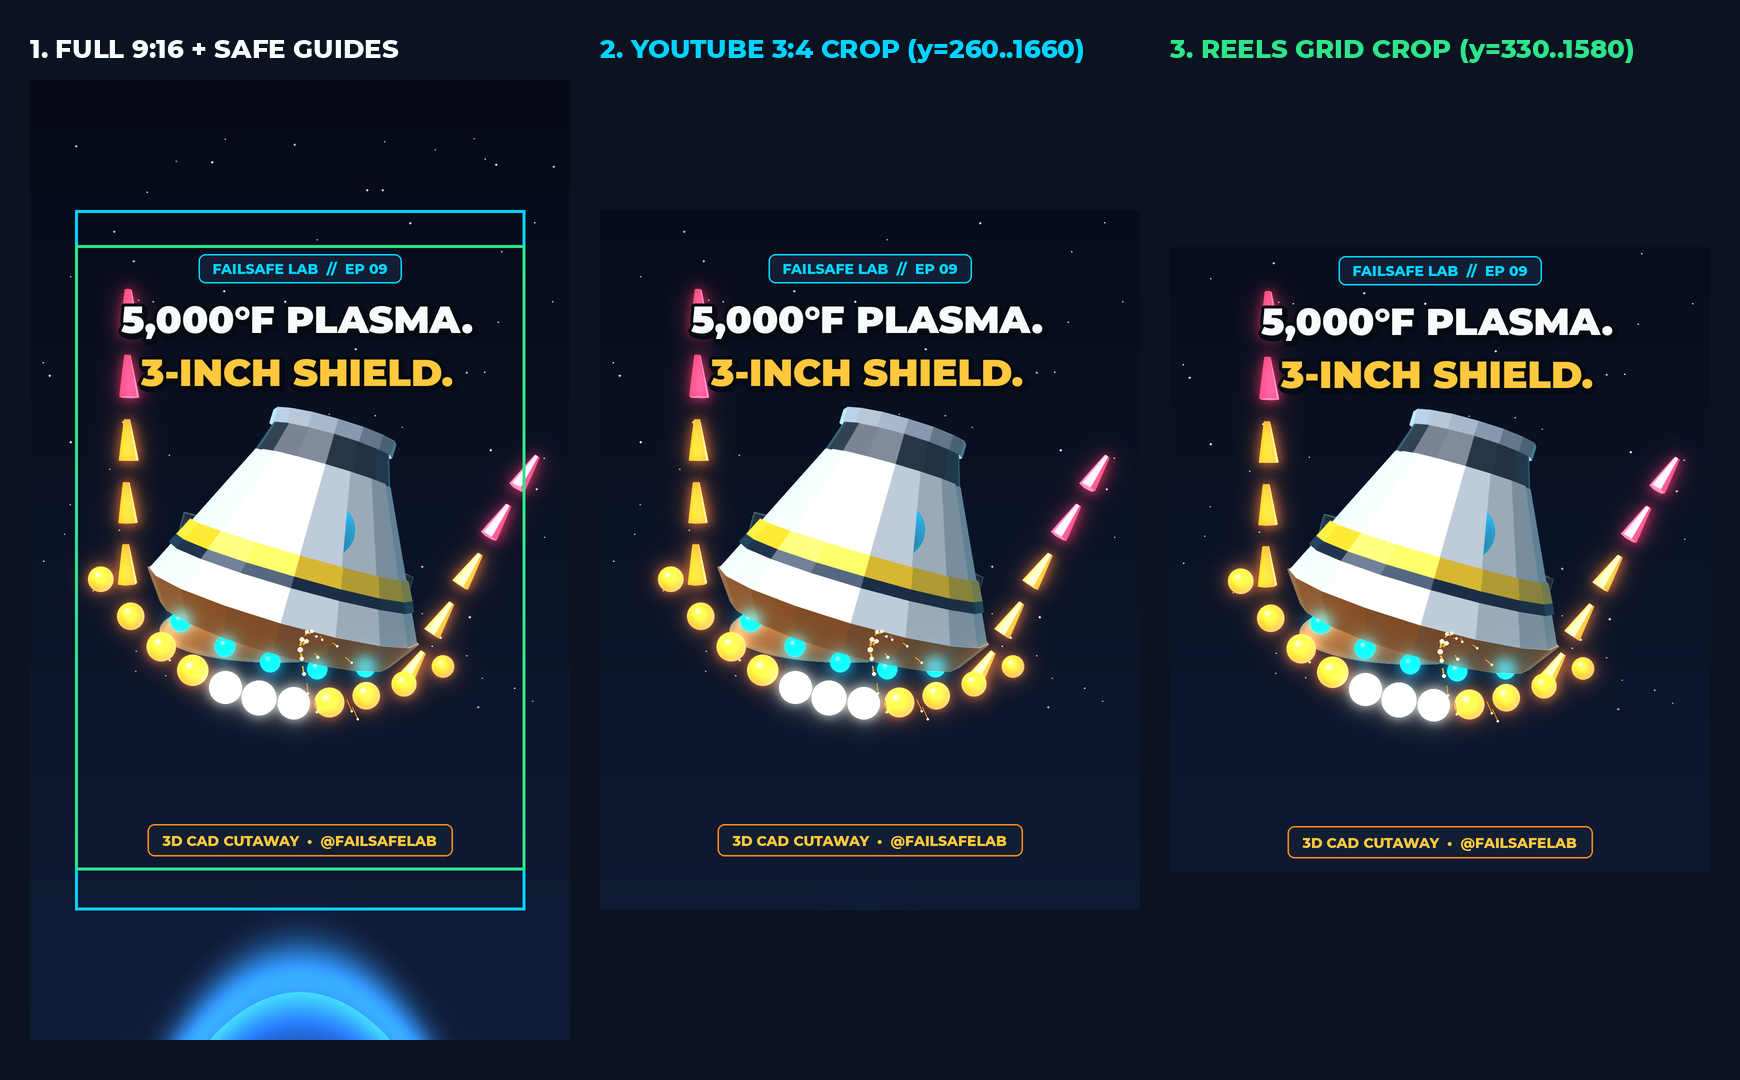 1. FULL 9:16 + SAFE GUIDES
FAILSAFE LAB // EP 09
5,000°F PLASMA.
3-INCH SHIELD.
3D CAD CUTAWAY • @FAILSAFELAB
2. YOUTUBE 3:4 CROP (y=260..1660)
FAILSAFE LAB // EP 09
5,000°F PLASMA.
3-INCH SHIELD.
3D CAD CUTAWAY • @FAILSAFELAB
3. REELS GRID CROP (y=330..1580)
FAILSAFE LAB // EP 09
5,000°F PLASMA.
3-INCH SHIELD.
3D CAD CUTAWAY • @FAILSAFELAB